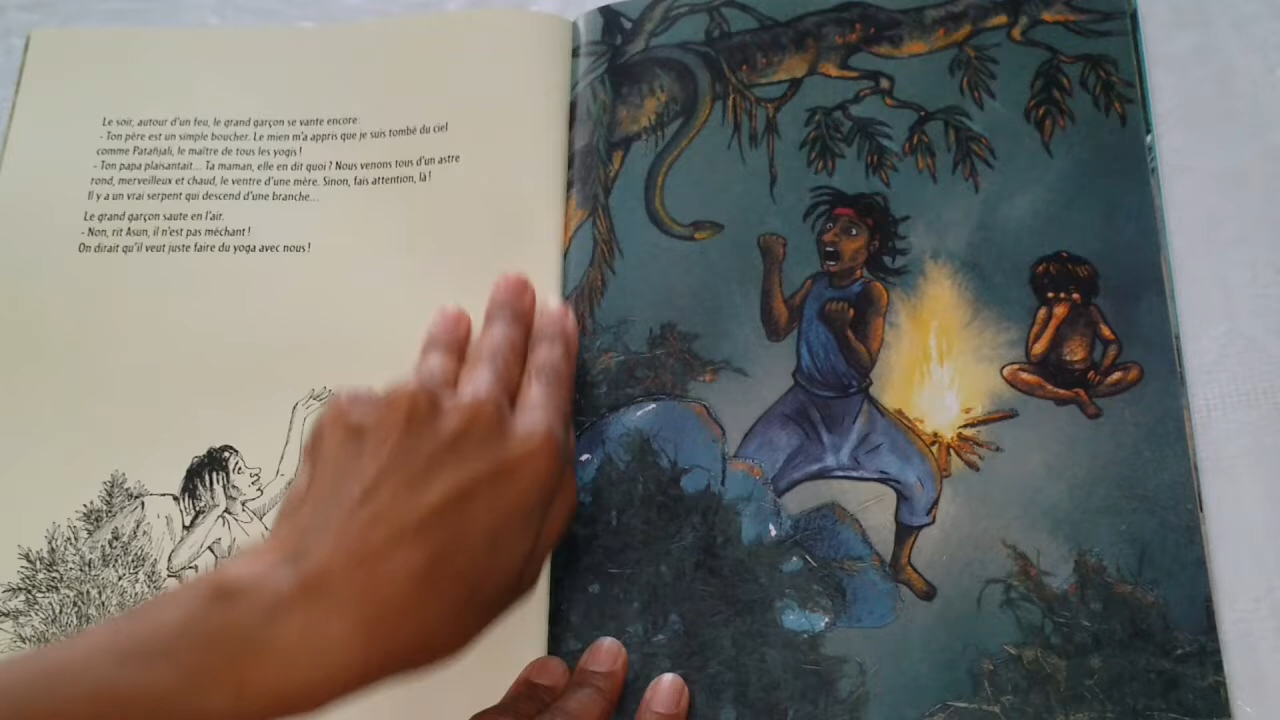 Le soir, autour d'un feu, le grand garçon se vante encore:
- Ton père est un simple boucher. Le mien m'a appris que je suis tombé du ciel
comme Patañjali, le maître de tous les yogis !
- Ton papa plaisantait... Ta maman, elle en dit quoi ? Nous venons tous d'un astre
rond, merveilleux et chaud, le ventre d'une mère. Sinon, fais attention, là !
Il y a un vrai serpent qui descend d'une branche...
Le grand garçon saute en l'air.
- Non, rit Asun, il n'est pas méchant !
On dirait qu'il veut juste faire du yoga avec nous !